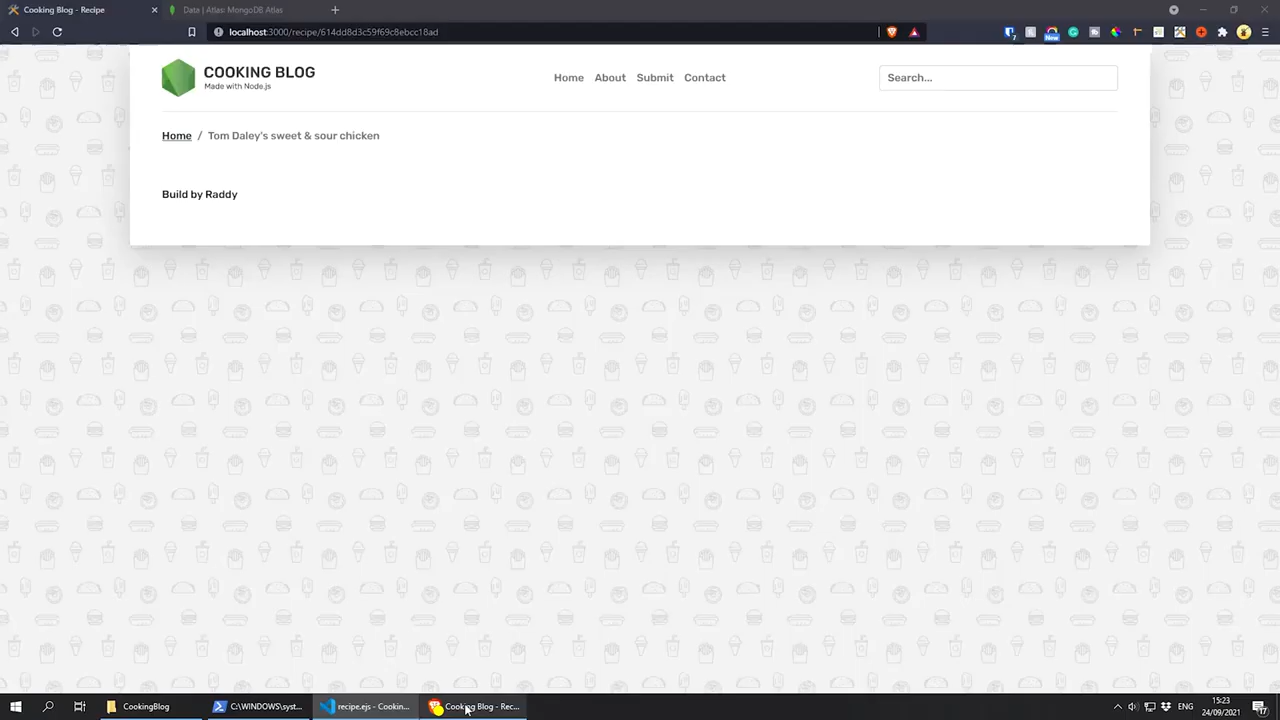 Cooking Blog - Recipe
Data | Atlas: MongoDB Atlas
localhost:3000/recipe/614dd8d3c59f69c8ebcc18ad
COOKING BLOG
Made with Node.js
Home About Submit Contact
Search...
Home / Tom Daley's sweet & sour chicken
Build by Raddy
CookingBlog
C:\WINDOWS\syst...
recipe.ejs - Cookin...
Cooking Blog - Rec...
ENG
15:23
24/09/2021